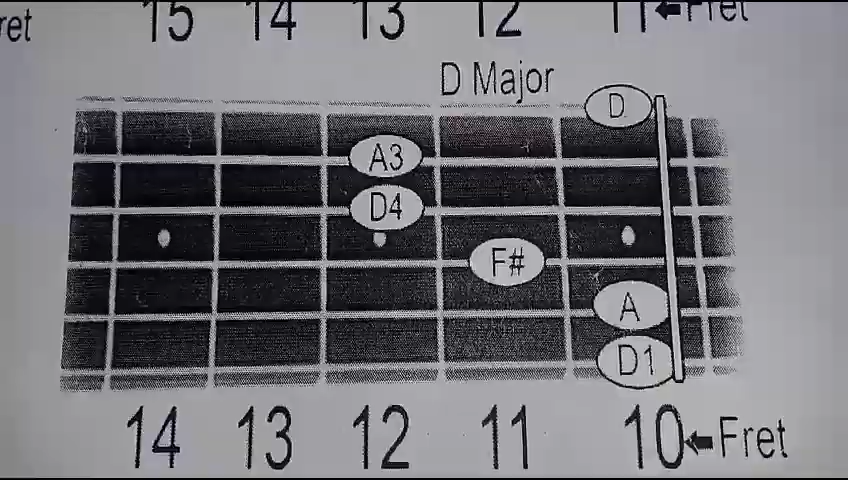 ret 15 14 13 12 11 Fret
D Major
D
A3
D4
F#
A
D1
14 13 12 11 10 Fret